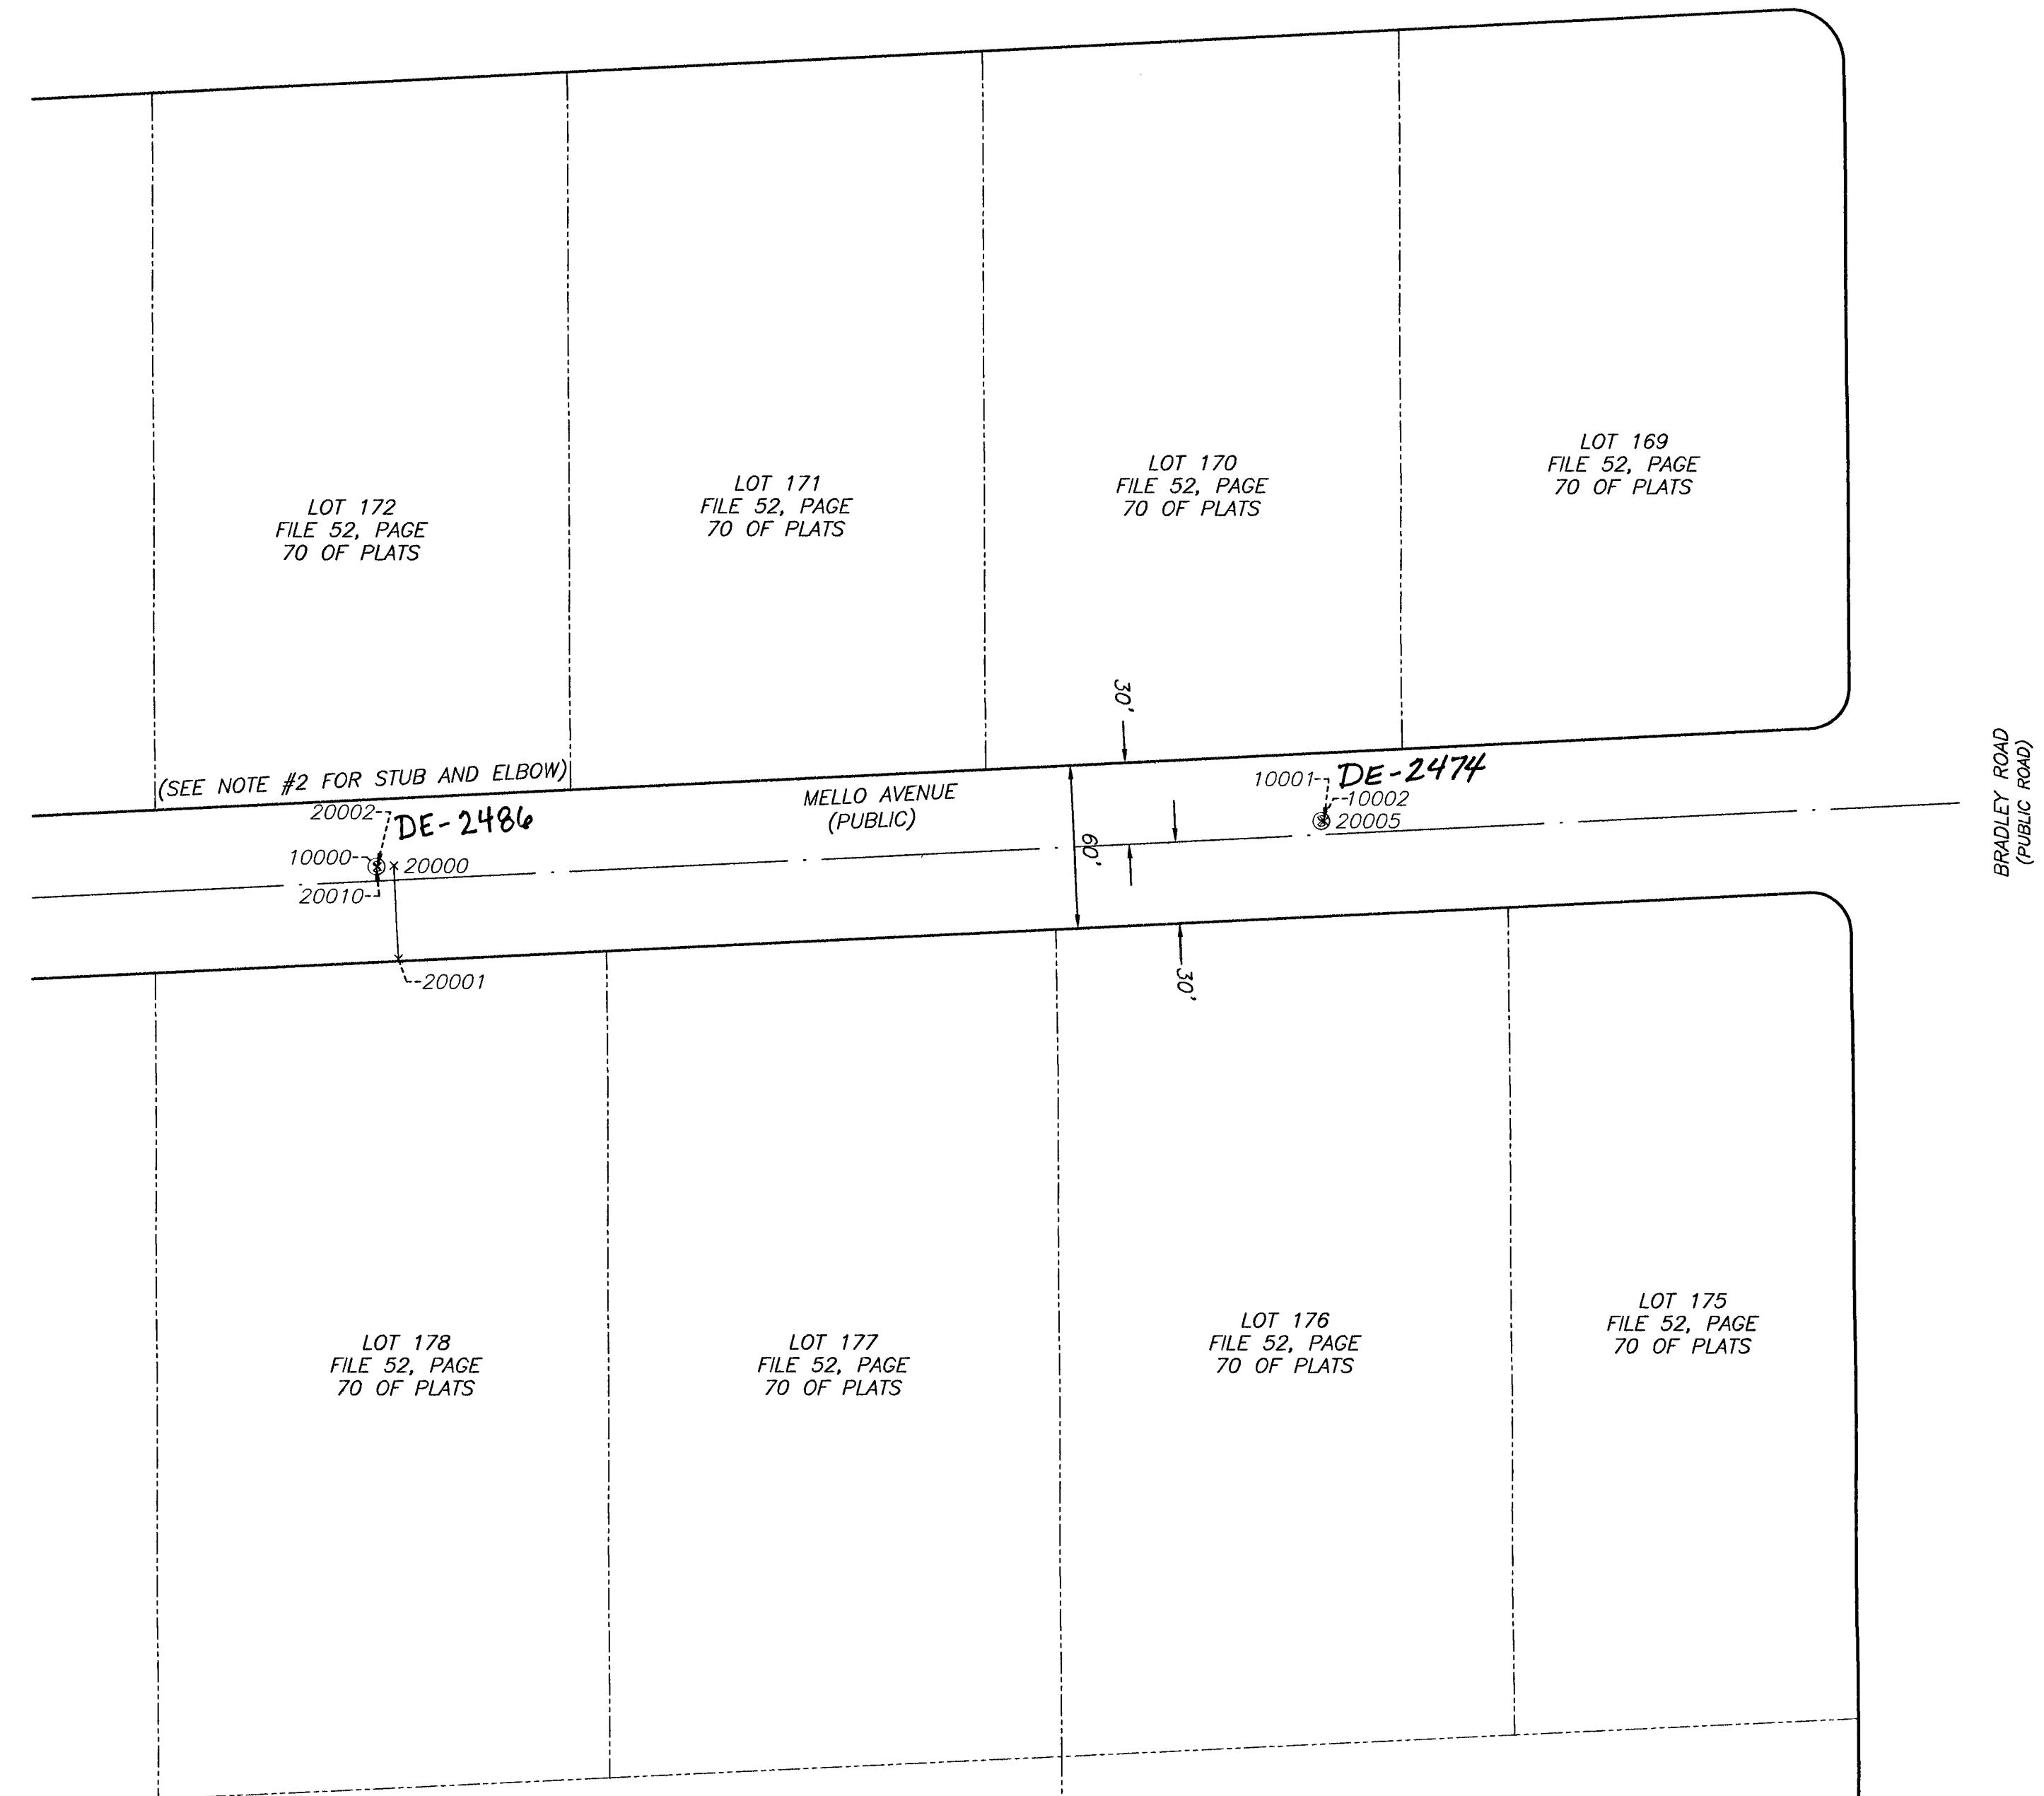 LOT 169
FILE 52, PAGE
70 OF PLATS
LOT 170
FILE 52, PAGE
70 OF PLATS
LOT 171
FILE 52, PAGE
70 OF PLATS
LOT 172
FILE 52, PAGE
70 OF PLATS
30'
(SEE NOTE #2 FOR STUB AND ELBOW)
MELLO AVENUE
(PUBLIC)
10001
DE-2474
10002
20005
BRADLEY ROAD
(PUBLIC ROAD)
20002
DE-2486
10000
20000
20010
60'
20001
30'
LOT 175
FILE 52, PAGE
70 OF PLATS
LOT 176
FILE 52, PAGE
70 OF PLATS
LOT 177
FILE 52, PAGE
70 OF PLATS
LOT 178
FILE 52, PAGE
70 OF PLATS